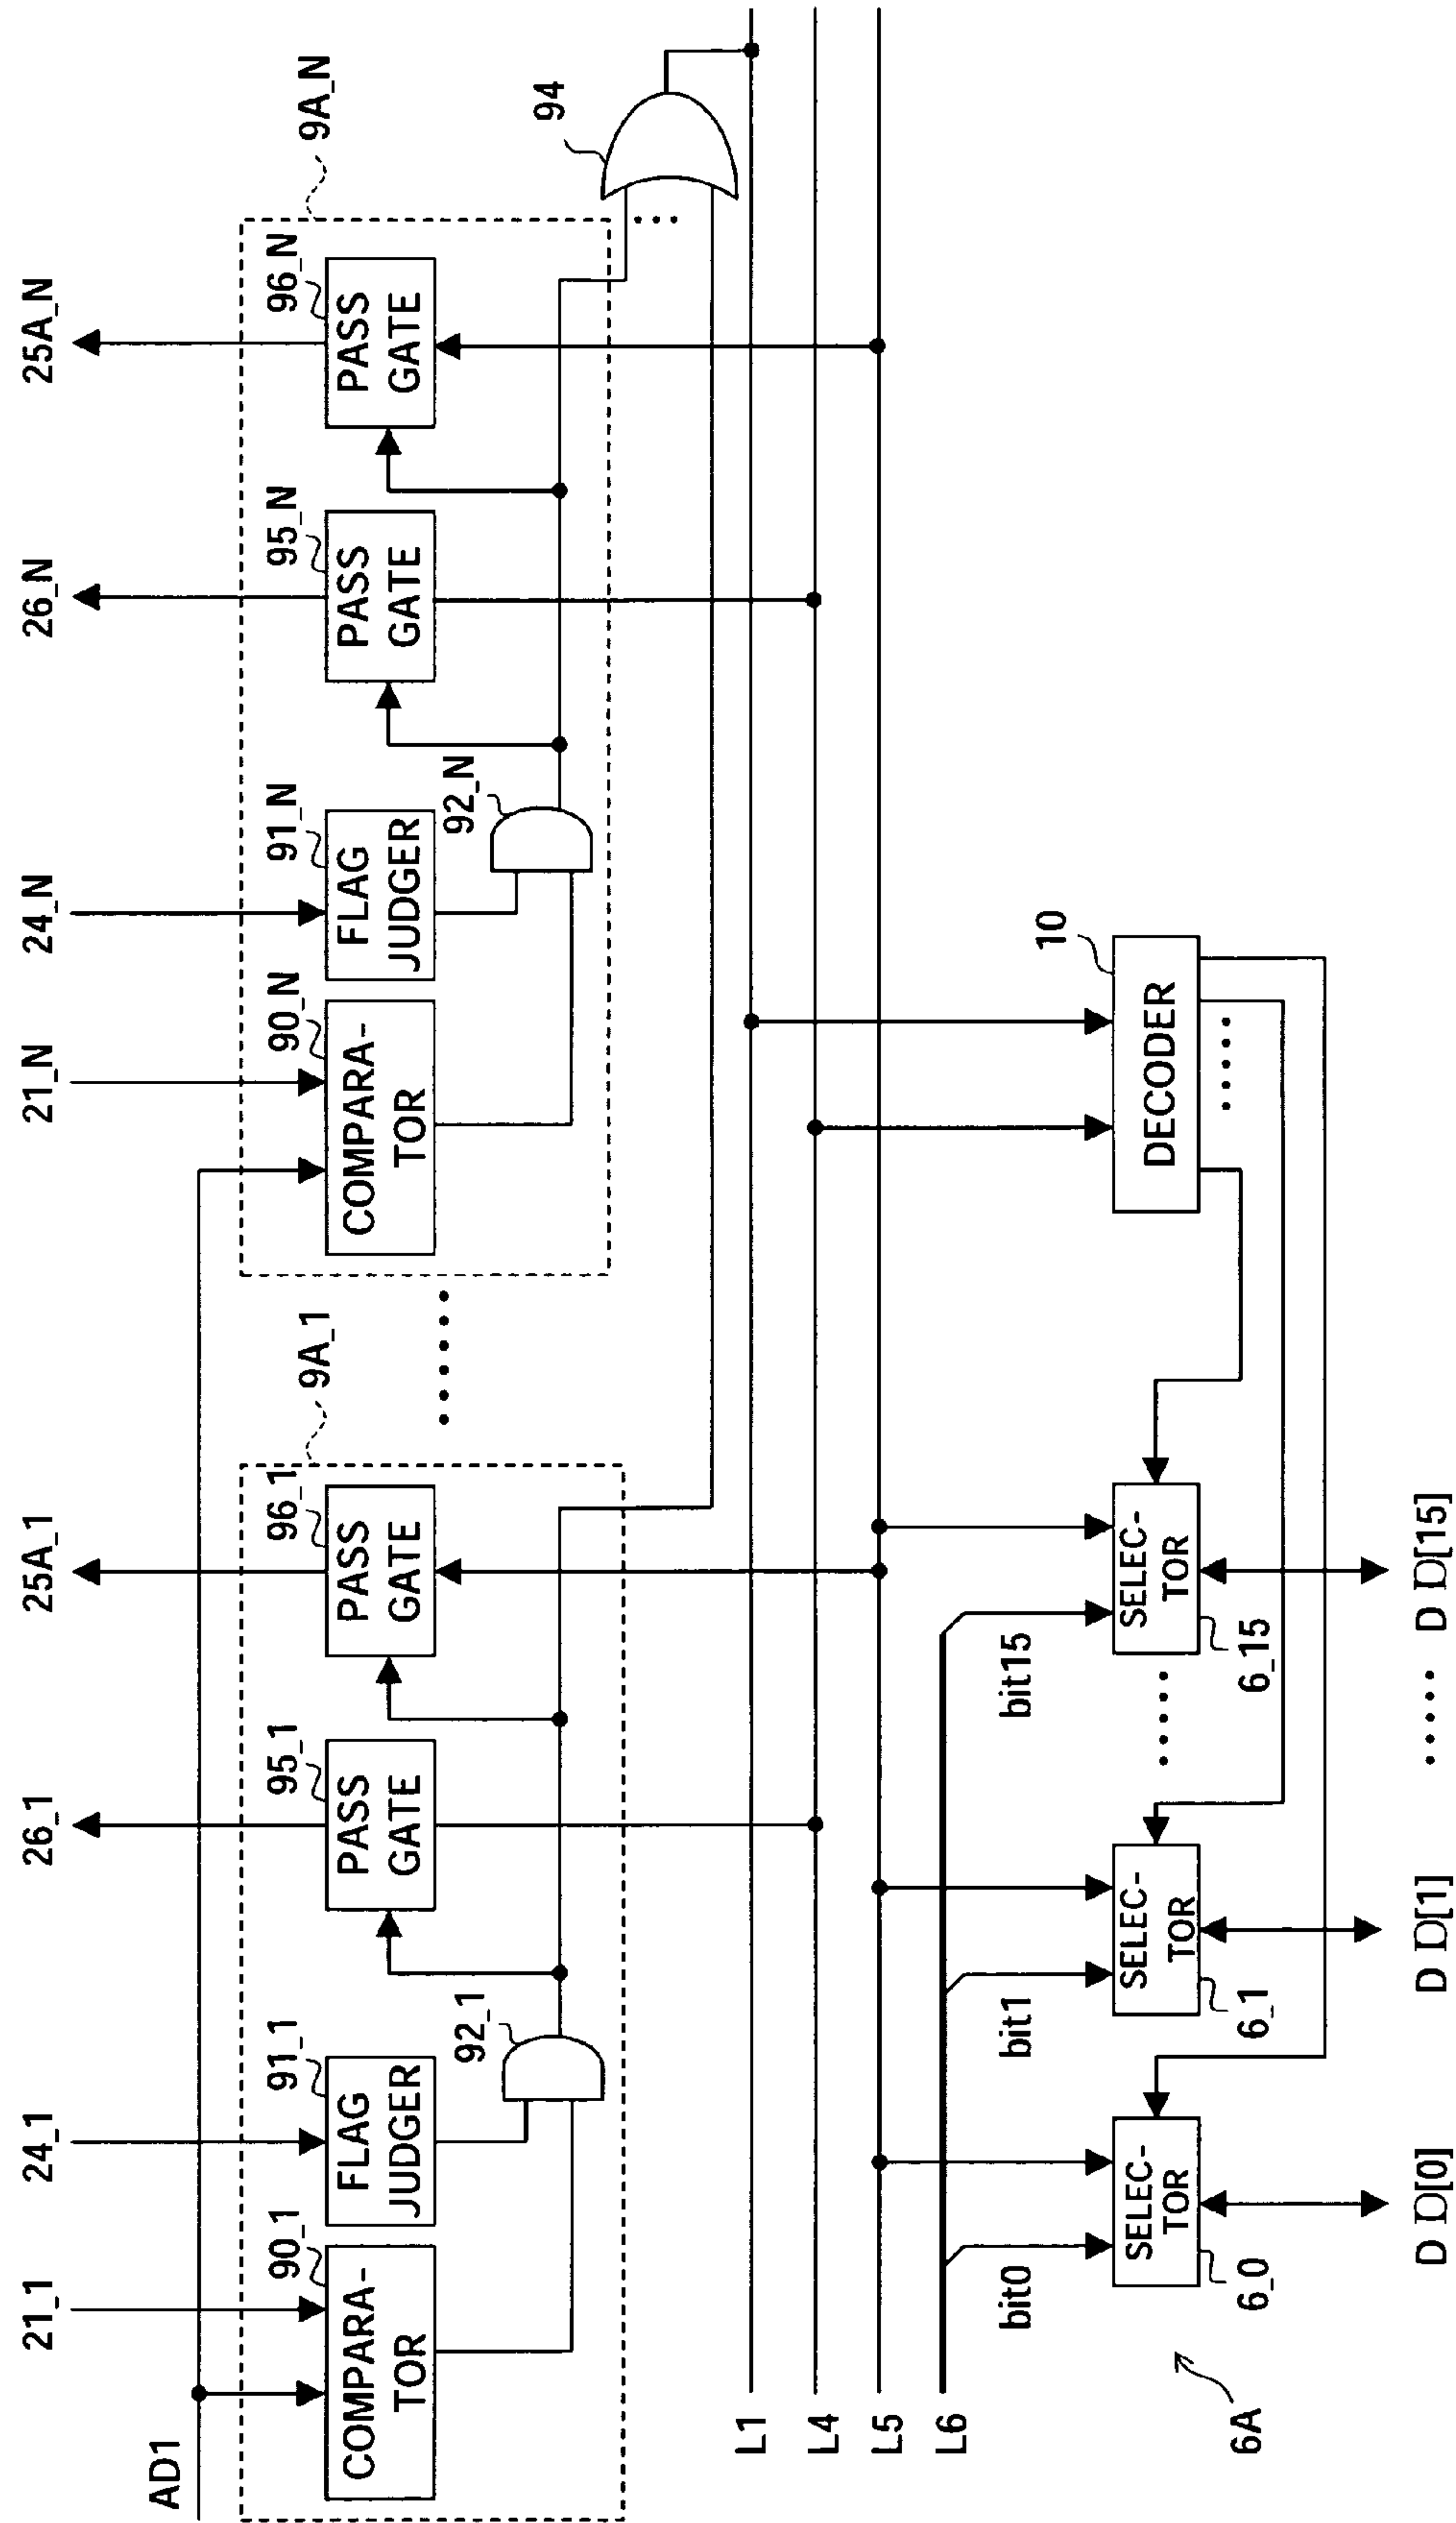 21_1
24_1
26_1
25A_1
21_N
24_N
26_N
25A_N
AD1
9A_1
9A_N
90_1
91_1
95_1
96_1
90_N
91_N
95_N
96_N
COMPARA-
TOR
FLAG
JUDGER
PASS
GATE
PASS
GATE
COMPARA-
TOR
FLAG
JUDGER
PASS
GATE
PASS
GATE
92_1
92_N
94
L1
L4
L5
L6
bit0
bit1
bit15
10
SELEC-
TOR
SELEC-
TOR
SELEC-
TOR
DECODER
6A
6_0
6_1
6_15
D D[0]
D D[1]
D D[15]